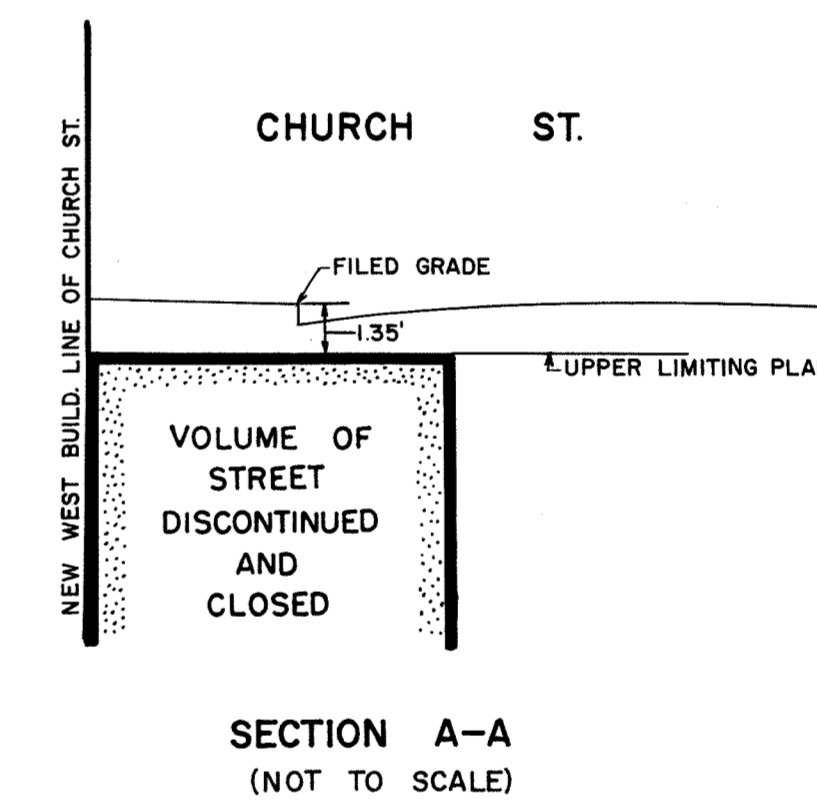 CHURCH ST.
NEW WEST BUILD. LINE OF CHURCH ST.
FILED GRADE
1.35'
UPPER LIMITING PLA
VOLUME OF
STREET
DISCONTINUED
AND
CLOSED
SECTION A-A
(NOT TO SCALE)